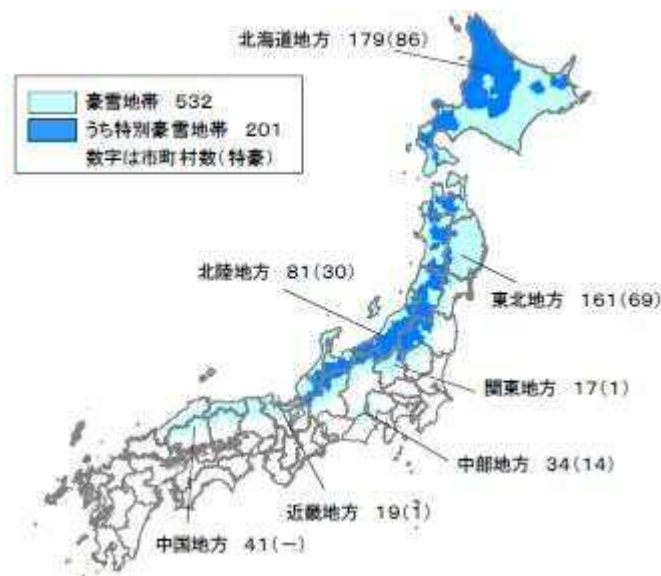 北海道地方 179(86)
豪雪地帯 532
うち特別豪雪地帯 201
数字は市町村数(特豪)
北陸地方 81(30)
東北地方 161(69)
関東地方 17(1)
中部地方 34(14)
近畿地方 19(1)
中国地方 41(－)